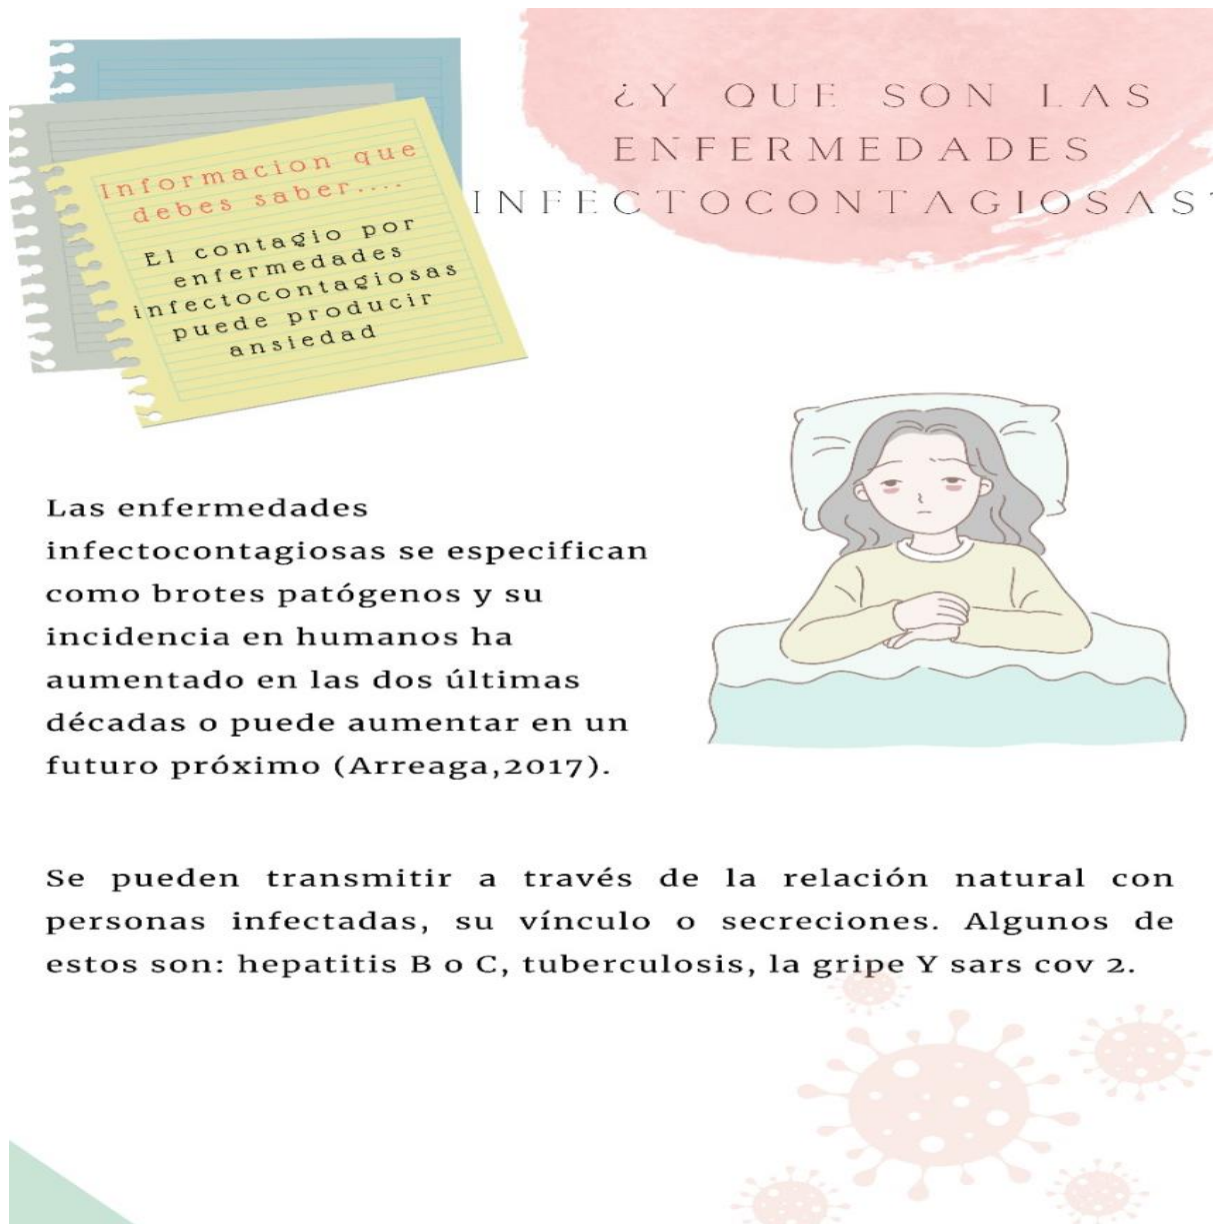 ¿Y QUE SON LAS
ENFERMEDADES
INFECTOCONTAGIOSAS?
Informacion que
debes saber....
El contagio por
enfermedades
infectocontagiosas
puede producir
ansiedad
Las enfermedades
infectocontagiosas se especifican
como brotes patógenos y su
incidencia en humanos ha
aumentado en las dos últimas
décadas o puede aumentar en un
futuro próximo (Arreaga,2017).
Se pueden transmitir a través de la relación natural con
personas infectadas, su vínculo o secreciones. Algunos de
estos son: hepatitis B o C, tuberculosis, la gripe Y sars cov 2.